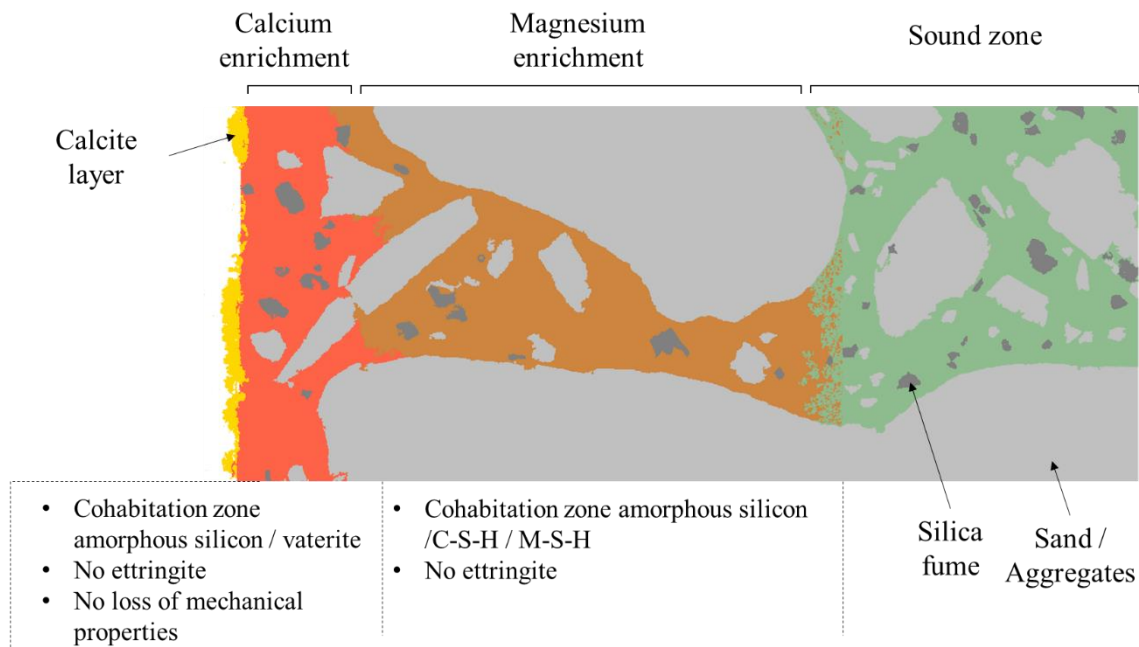 Calcium
enrichment
Magnesium
enrichment
Sound zone
Calcite
layer
• Cohabitation zone
amorphous silicon / vaterite
• No ettringite
• No loss of mechanical
properties
• Cohabitation zone amorphous silicon
/C-S-H / M-S-H
• No ettringite
Silica
fume
Sand /
Aggregates